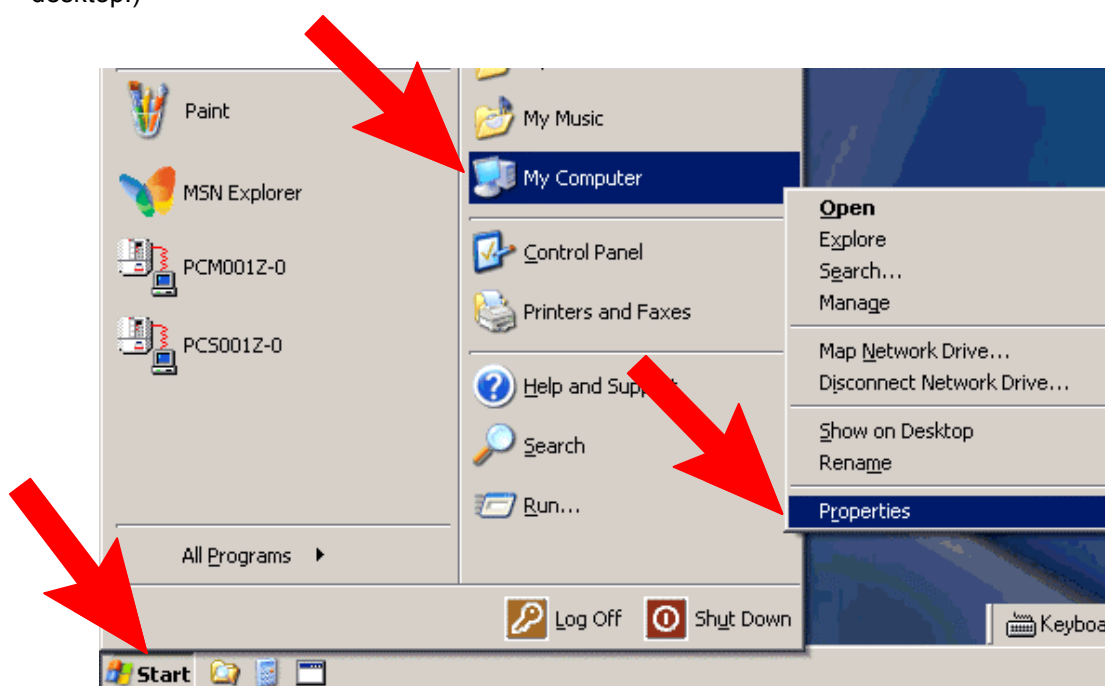 desktop.)
Paint
MSN Explorer
PCM001Z-0
PCS001Z-0
All Programs
My Music
My Computer
Control Panel
Printers and Faxes
Help and Support
Search
Run...
Log Off
Shut Down
Open
Explore
Search...
Manage
Map Network Drive...
Disconnect Network Drive...
Show on Desktop
Rename
Properties
Keyboa
Start